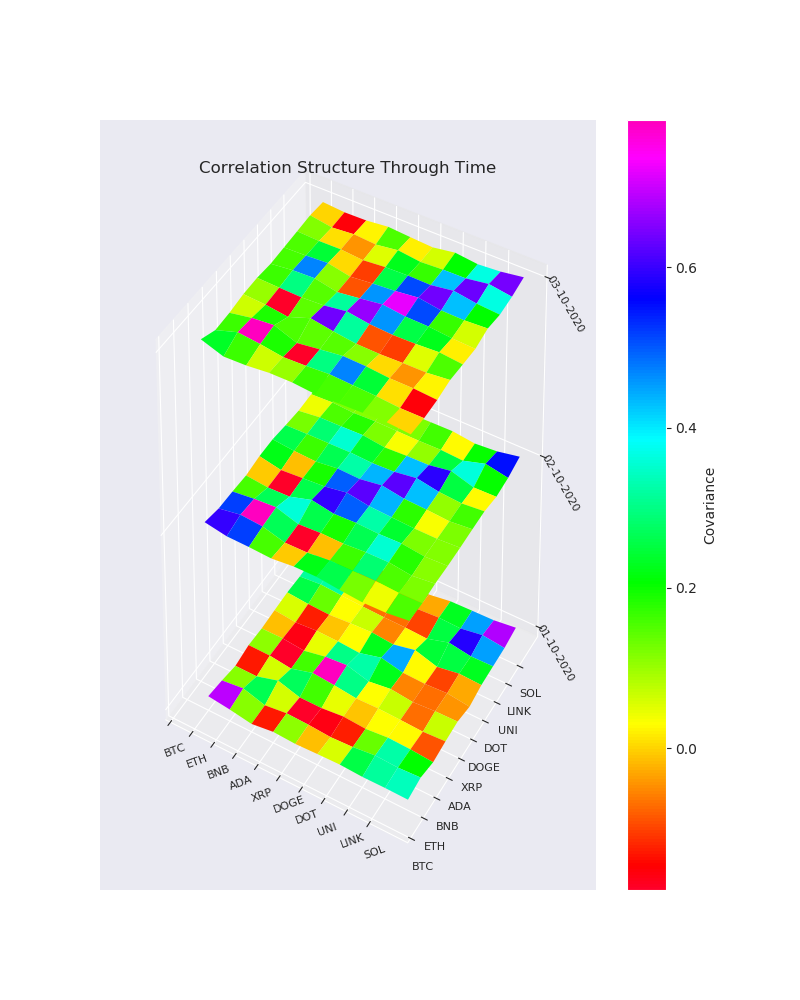 Correlation Structure Through Time
03-10-2020
02-10-2020
01-10-2020
SOL
LINK
UNI
DOT
DOGE
XRP
ADA
BNB
ETH
BTC
BTC
ETH
BNB
ADA
XRP
DOGE
DOT
UNI
LINK
SOL
0.6
0.4
0.2
0.0
Covariance